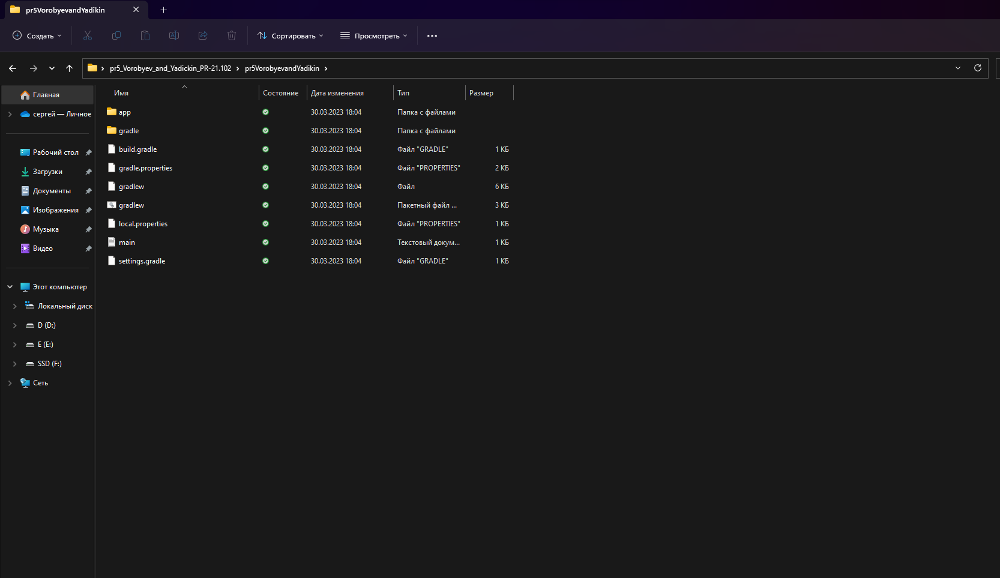 pr5VorobyevandYadikin
Создать
Сортировать
Просмотреть
pr5_Vorobyev_and_Yadickin_PR-21.102
pr5VorobyevandYadikin
Главная
сергей — Личное
Рабочий стол
Загрузки
Документы
Изображения
Музыка
Видео
Этот компьютер
Локальный диск
D (D:)
E (E:)
SSD (F:)
Сеть
Имя Состояние Дата изменения Тип Размер
app 30.03.2023 18:04 Папка с файлами
gradle 30.03.2023 18:04 Папка с файлами
build.gradle 30.03.2023 18:04 Файл "GRADLE" 1 КБ
gradle.properties 30.03.2023 18:04 Файл "PROPERTIES" 2 КБ
gradlew 30.03.2023 18:04 Файл 6 КБ
gradlew 30.03.2023 18:04 Пакетный файл ... 3 КБ
local.properties 30.03.2023 18:04 Файл "PROPERTIES" 1 КБ
main 30.03.2023 18:04 Текстовый докум... 1 КБ
settings.gradle 30.03.2023 18:04 Файл "GRADLE" 1 КБ